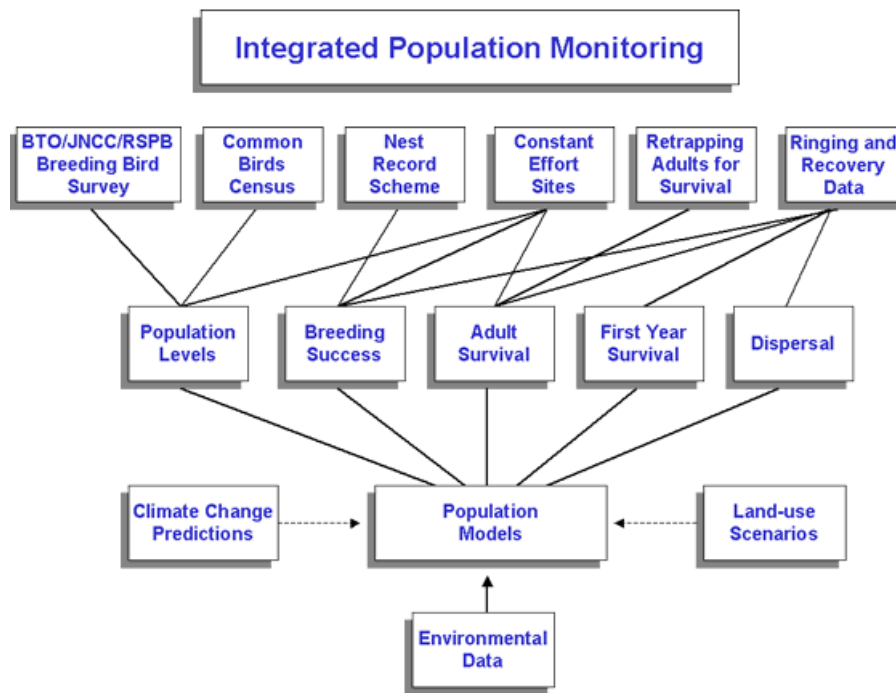 Integrated Population Monitoring
BTO/JNCC/RSPB
Breeding Bird
Survey
Common
Birds
Census
Nest
Record
Scheme
Constant
Effort
Sites
Retrapping
Adults for
Survival
Ringing and
Recovery
Data
Population
Levels
Breeding
Success
Adult
Survival
First Year
Survival
Dispersal
Climate Change
Predictions
Population
Models
Land-use
Scenarios
Environmental
Data